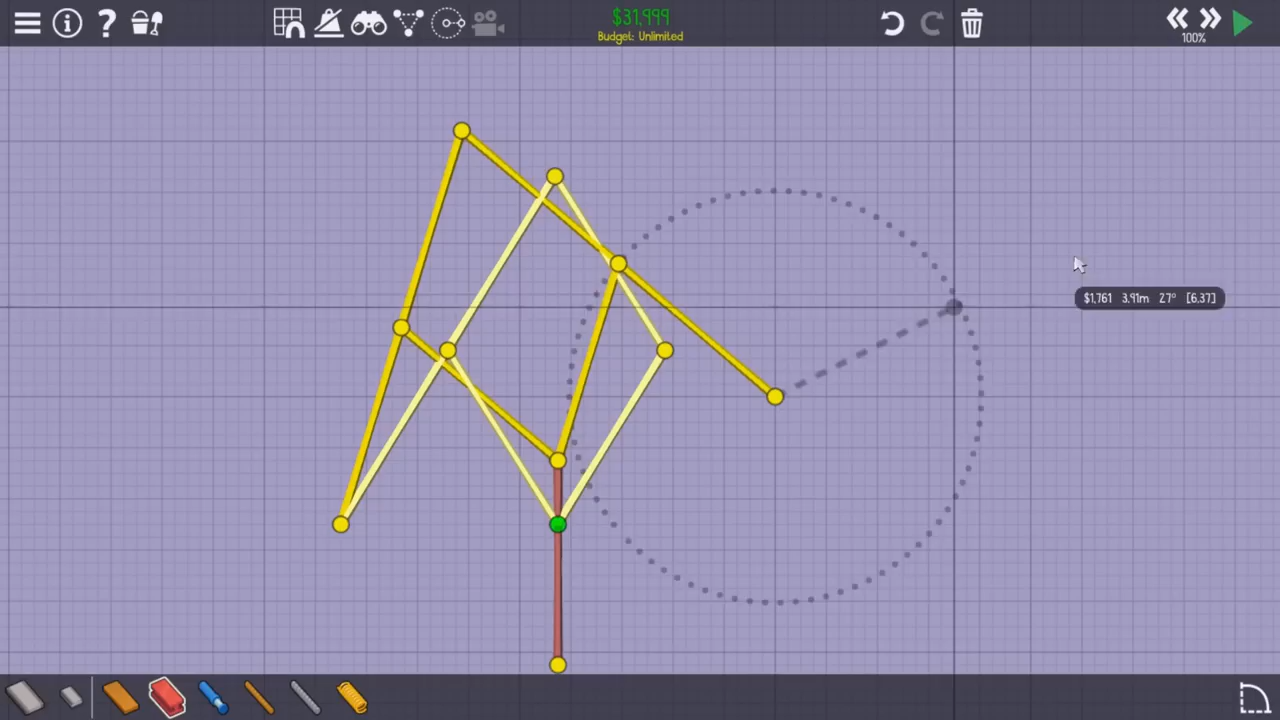 $31,999
Budget: Unlimited
100%
$1,761 3.91m 27° [6.37]